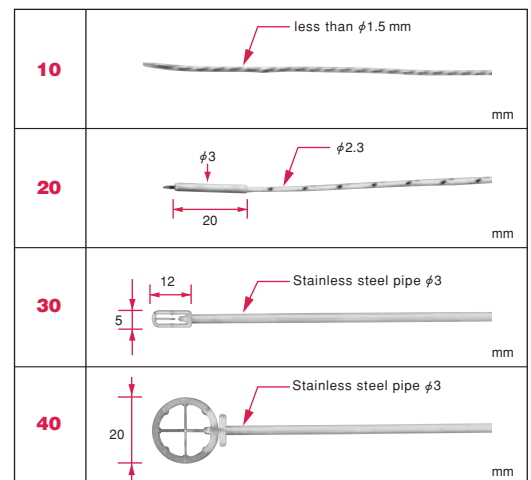 less than φ1.5 mm
10
mm
φ2.3
φ3
20
20
mm
12
Stainless steel pipe φ3
30
5
mm
Stainless steel pipe φ3
40
20
mm